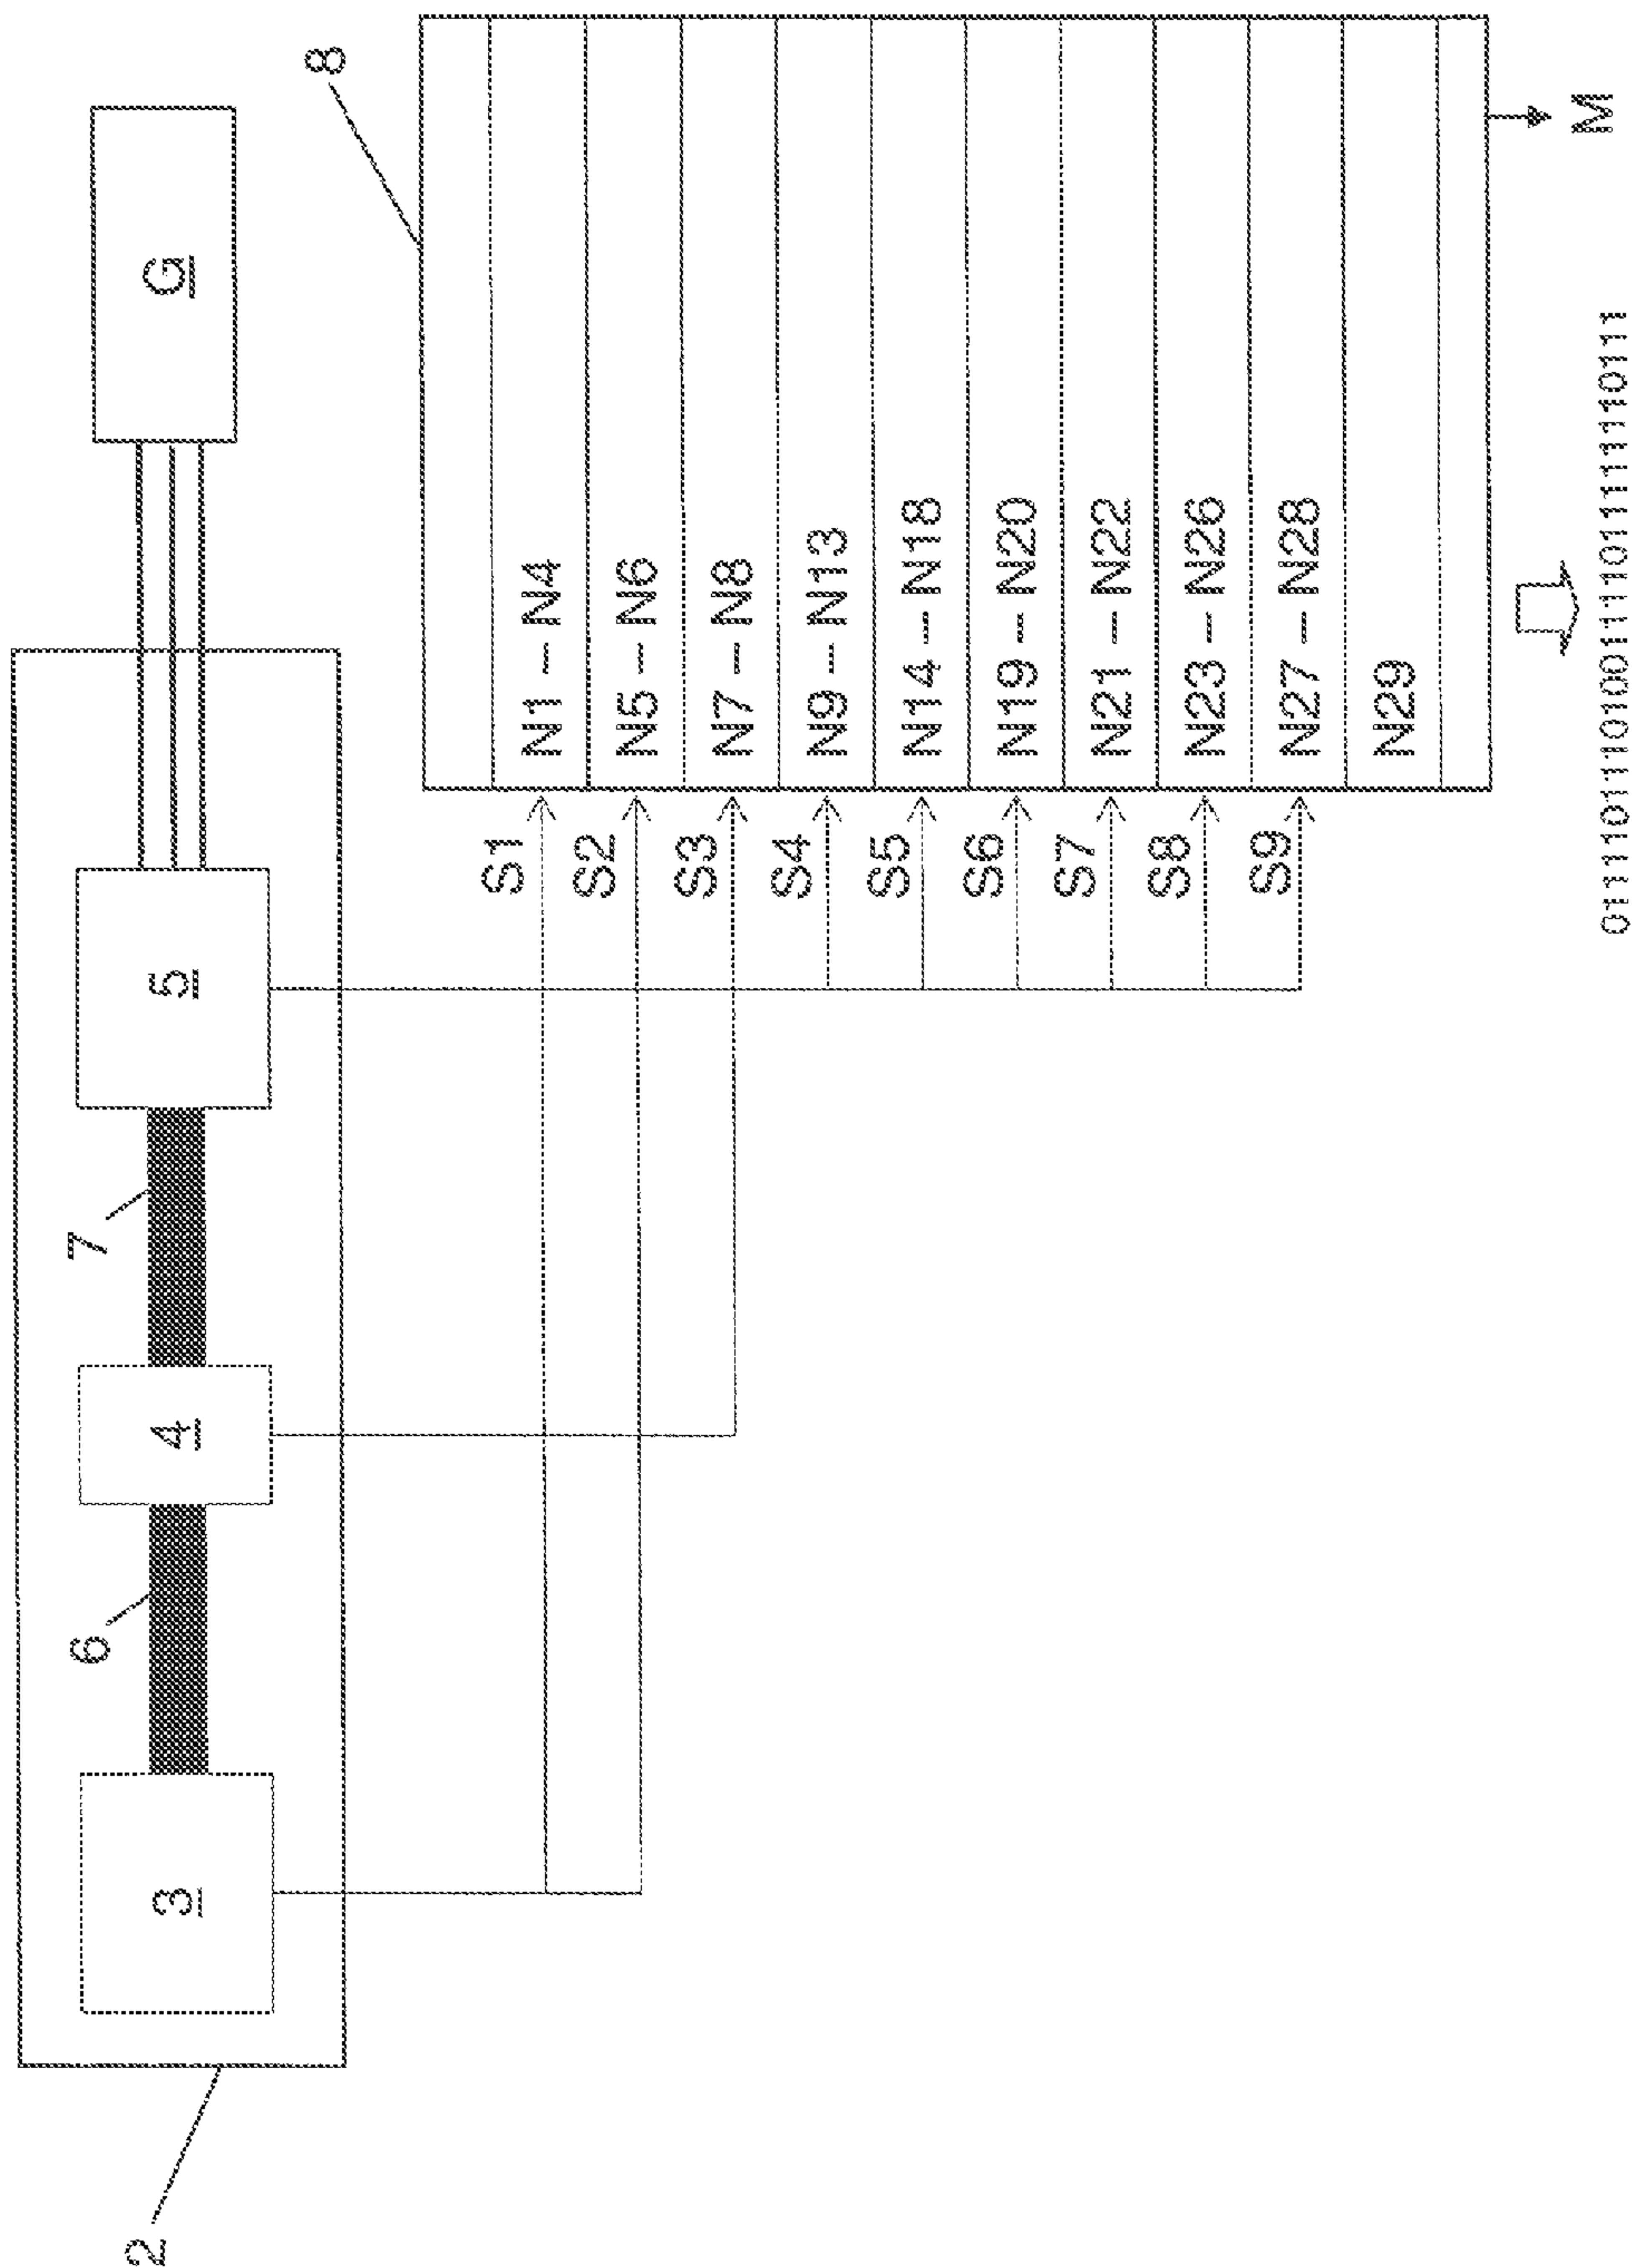 2
3
6
4
7
5
G
8
S1
N1 – N4
S2
N5 – N6
S3
N7 – N8
S4
N9 – N13
S5
N14 – N18
S6
N19 – N20
S7
N21 – N22
S8
N23 – N26
S9
N27 – N28
N29
M